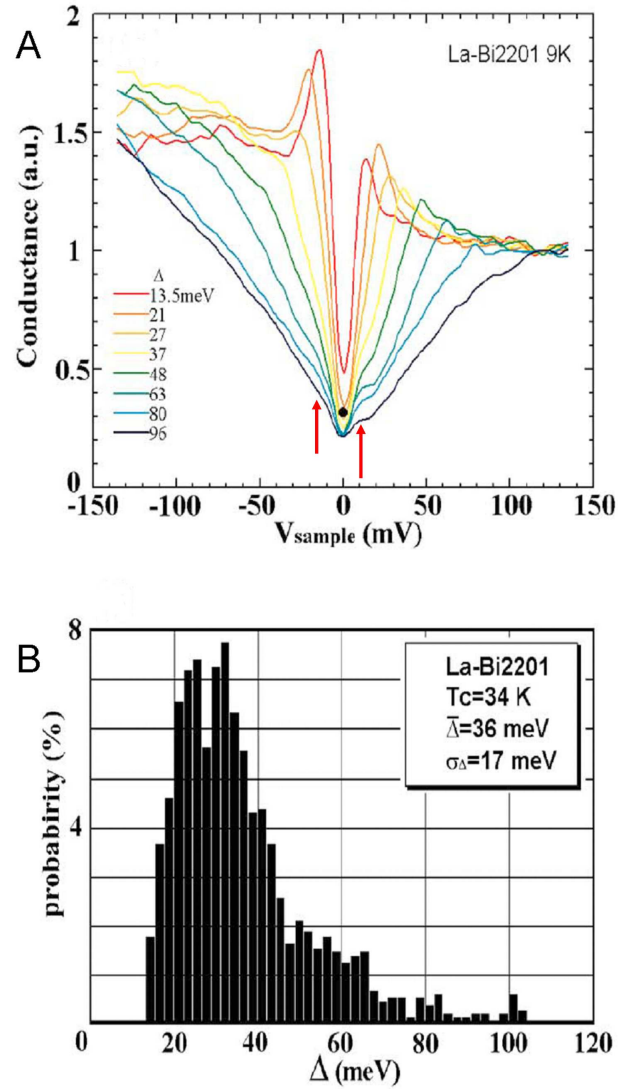 A
La-Bi2201 9K
2
1.5
1
0.5
0
Conductance (a.u.)
Δ
13.5meV
21
27
37
48
63
80
96
-150 -100 -50 0 50 100 150
Vsample (mV)
B
8
4
0 20 40 60 80 100 120
probabirity (%)
La-Bi2201
Tc=34 K
Δ̅=36 meV
σΔ=17 meV
Δ (meV)